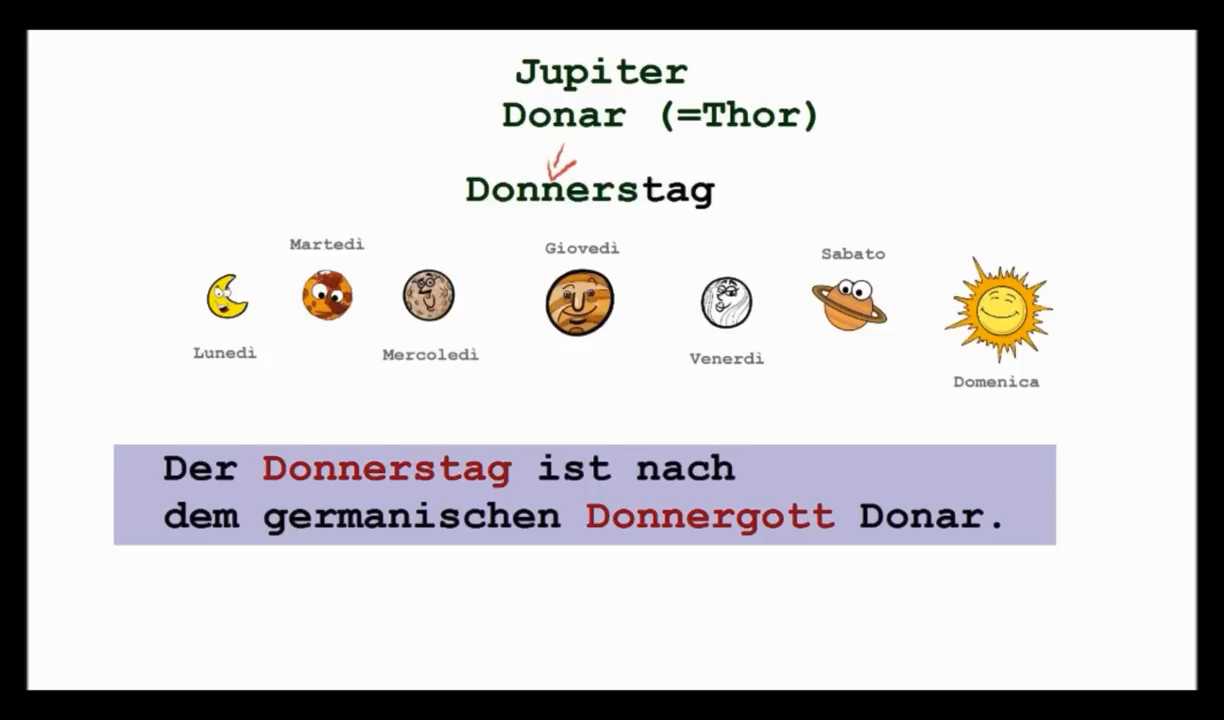 Jupiter
Donar (=Thor)
Donnerstag
Martedì
Giovedì
Sabato
Lunedì
Mercoledì
Venerdì
Domenica
Der Donnerstag ist nach
dem germanischen Donnergott Donar.